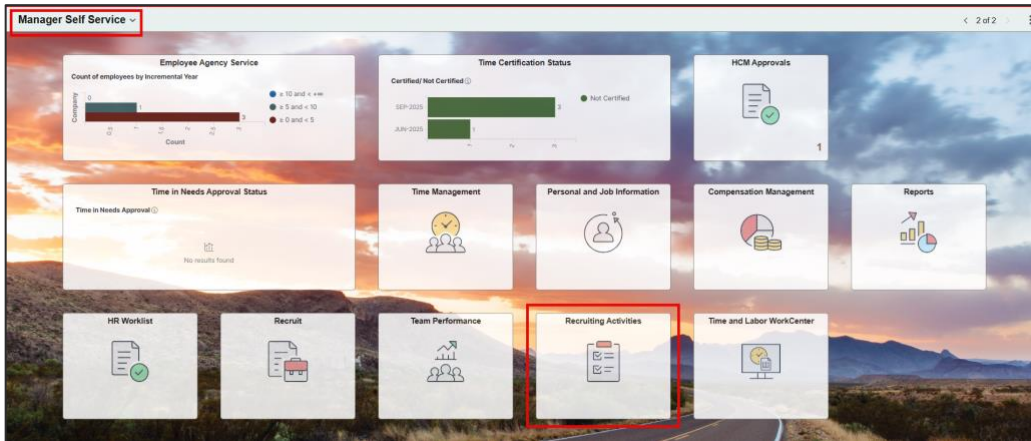 Manager Self Service
2 of 2
Employee Agency Service
Count of employees by Incremental Year
Company
0
1
3
≥ 10 and < +∞
≥ 5 and < 10
≥ 0 and < 5
Count
Time Certification Status
Certified/ Not Certified
SEP-2025
3
JUN-2025
1
Not Certified
HCM Approvals
1
Time in Needs Approval Status
Time in Needs Approval
No results found
Time Management
Personal and Job Information
Compensation Management
Reports
HR Worklist
Recruit
Team Performance
Recruiting Activities
Time and Labor WorkCenter